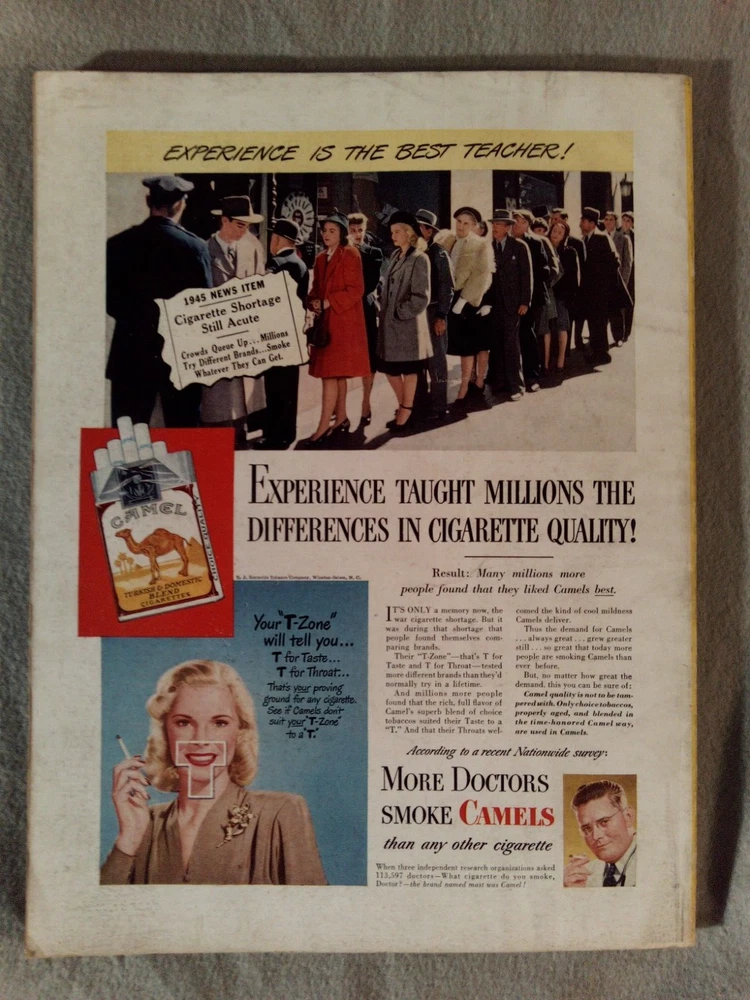 EXPERIENCE IS THE BEST TEACHER!
1945 NEWS ITEM
Cigarette Shortage
Still Acute
Crowds Queue Up...Millions
Try Different Brands...Smoke
Whatever They Can Get.
CAMEL
TURKISH & DOMESTIC
BLEND
CIGARETTES
CHOICE QUALITY
EXPERIENCE TAUGHT MILLIONS THE
DIFFERENCES IN CIGARETTE QUALITY!
R. J. Reynolds Tobacco Company, Winston-Salem, N. C.
Your "T-Zone"
will tell you...
T for Taste...
T for Throat...
That's your proving
ground for any cigarette.
See if Camels don't
suit your "T-Zone"
to a "T."
Result: Many millions more
people found that they liked Camels best.
IT'S ONLY a memory now, the
war cigarette shortage. But it
was during that shortage that
people found themselves com-
paring brands.
Their "T-Zone"—that's T for
Taste and T for Throat—tested
more different brands than they'd
normally try in a lifetime.
And millions more people
found that the rich, full flavor of
Camel's superb blend of choice
tobaccos suited their Taste to a
"T." And that their Throats wel-
comed the kind of cool mildness
Camels deliver.
Thus the demand for Camels
...always great...grew greater
still...so great that today more
people are smoking Camels than
ever before.
But, no matter how great the
demand, this you can be sure of:
Camel quality is not to be tam-
pered with. Only choice tobaccos,
properly aged, and blended in
the time-honored Camel way,
are used in Camels.
According to a recent Nationwide survey:
MORE DOCTORS
SMOKE CAMELS
than any other cigarette
When three independent research organizations asked
113,597 doctors—What cigarette do you smoke,
Doctor?—the brand named most was Camel!